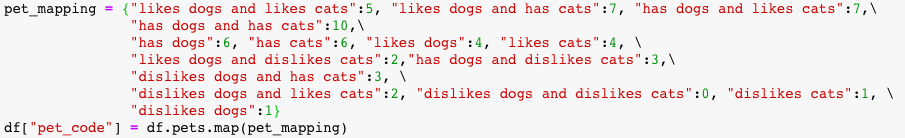 pet_mapping = {"likes dogs and likes cats":5, "likes dogs and has cats":7, "has dogs and likes cats":7,\
"has dogs and has cats":10,\
"has dogs":6, "has cats":6, "likes dogs":4, "likes cats":4, \
"likes dogs and dislikes cats":2,"has dogs and dislikes cats":3,\
"dislikes dogs and has cats":3, \
"dislikes dogs and likes cats":2, "dislikes dogs and dislikes cats":0, "dislikes cats":1, \
"dislikes dogs":1}
df["pet_code"] = df.pets.map(pet_mapping)